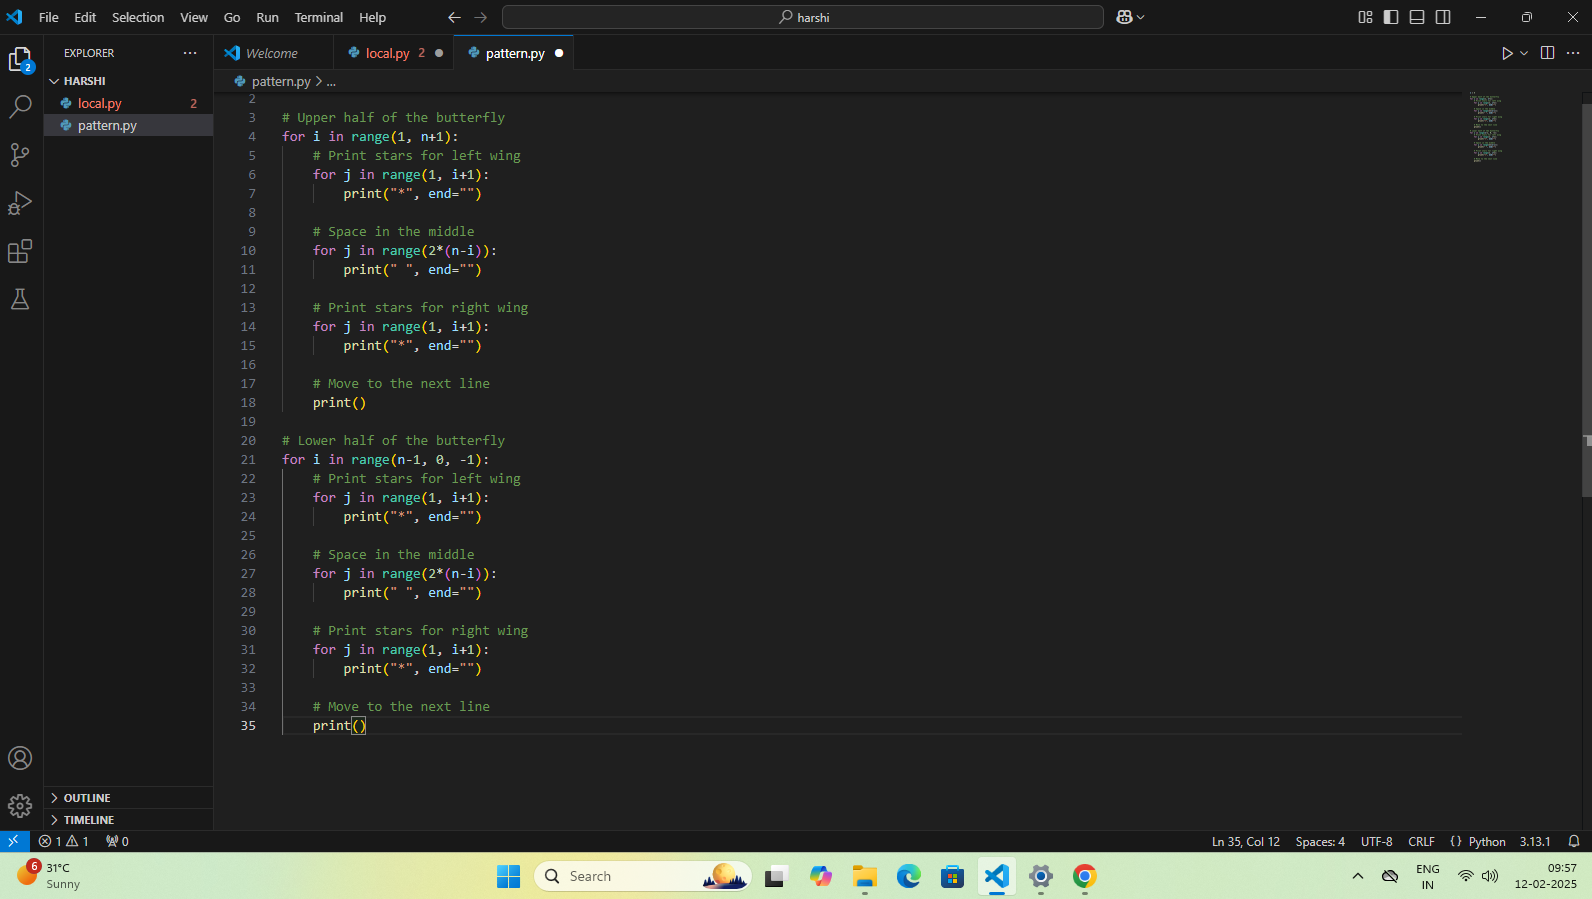 File Edit Selection View Go Run Terminal Help
harshi
EXPLORER
Welcome
local.py 2
pattern.py
HARSHI
local.py 2
pattern.py
pattern.py > ...
2
3 # Upper half of the butterfly
4 for i in range(1, n+1):
5     # Print stars for left wing
6     for j in range(1, i+1):
7         print("*", end="")
8
9     # Space in the middle
10     for j in range(2*(n-i)):
11         print(" ", end="")
12
13     # Print stars for right wing
14     for j in range(1, i+1):
15         print("*", end="")
16
17     # Move to the next line
18     print()
19
20 # Lower half of the butterfly
21 for i in range(n-1, 0, -1):
22     # Print stars for left wing
23     for j in range(1, i+1):
24         print("*", end="")
25
26     # Space in the middle
27     for j in range(2*(n-i)):
28         print(" ", end="")
29
30     # Print stars for right wing
31     for j in range(1, i+1):
32         print("*", end="")
33
34     # Move to the next line
35     print()
2
OUTLINE
TIMELINE
1 1 0
Ln 35, Col 12 Spaces: 4 UTF-8 CRLF {} Python 3.13.1
6
31°C
Sunny
Search
ENG
IN
09:57
12-02-2025